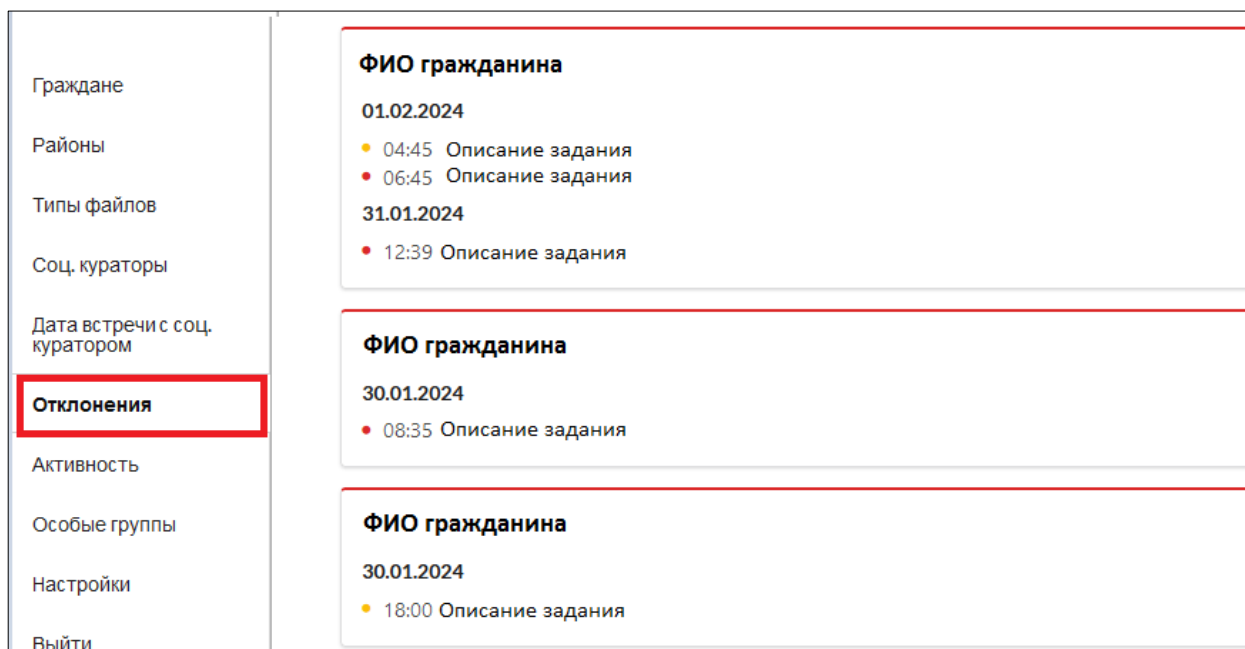 Граждане
Районы
Типы файлов
Соц. кураторы
Дата встречи с соц.
куратором
Отклонения
Активность
Особые группы
Настройки
Выйти
ФИО гражданина
01.02.2024
04:45 Описание задания
06:45 Описание задания
31.01.2024
12:39 Описание задания
ФИО гражданина
30.01.2024
08:35 Описание задания
ФИО гражданина
30.01.2024
18:00 Описание задания